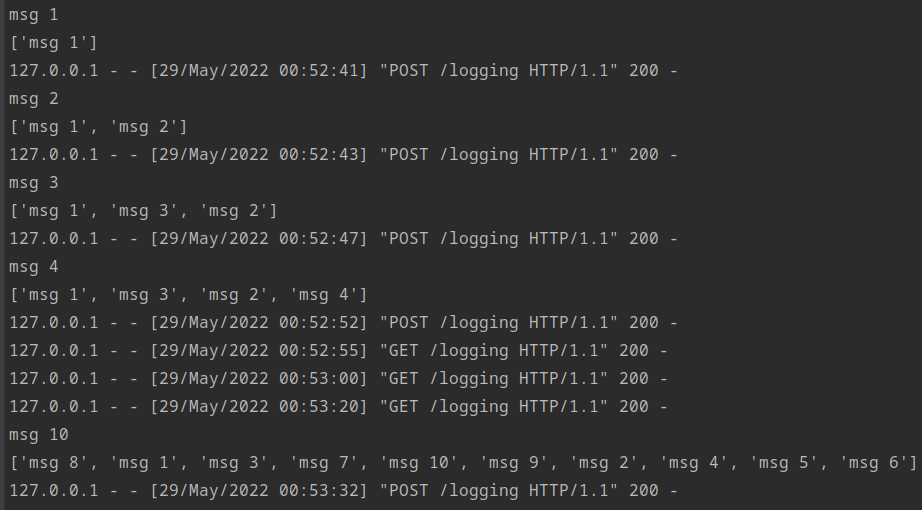 msg 1
['msg 1']
127.0.0.1 - - [29/May/2022 00:52:41] "POST /logging HTTP/1.1" 200 -
msg 2
['msg 1', 'msg 2']
127.0.0.1 - - [29/May/2022 00:52:43] "POST /logging HTTP/1.1" 200 -
msg 3
['msg 1', 'msg 3', 'msg 2']
127.0.0.1 - - [29/May/2022 00:52:47] "POST /logging HTTP/1.1" 200 -
msg 4
['msg 1', 'msg 3', 'msg 2', 'msg 4']
127.0.0.1 - - [29/May/2022 00:52:52] "POST /logging HTTP/1.1" 200 -
127.0.0.1 - - [29/May/2022 00:52:55] "GET /logging HTTP/1.1" 200 -
127.0.0.1 - - [29/May/2022 00:53:00] "GET /logging HTTP/1.1" 200 -
127.0.0.1 - - [29/May/2022 00:53:20] "GET /logging HTTP/1.1" 200 -
msg 10
['msg 8', 'msg 1', 'msg 3', 'msg 7', 'msg 10', 'msg 9', 'msg 2', 'msg 4', 'msg 5', 'msg 6']
127.0.0.1 - - [29/May/2022 00:53:32] "POST /logging HTTP/1.1" 200 -